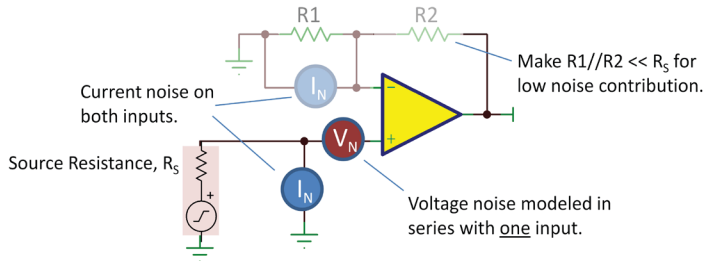 R1
R2
Make R1//R2 << RS for
low noise contribution.
Current noise on
both inputs.
IN
−
+
VN
Source Resistance, RS
+
IN
Voltage noise modeled in
series with one input.